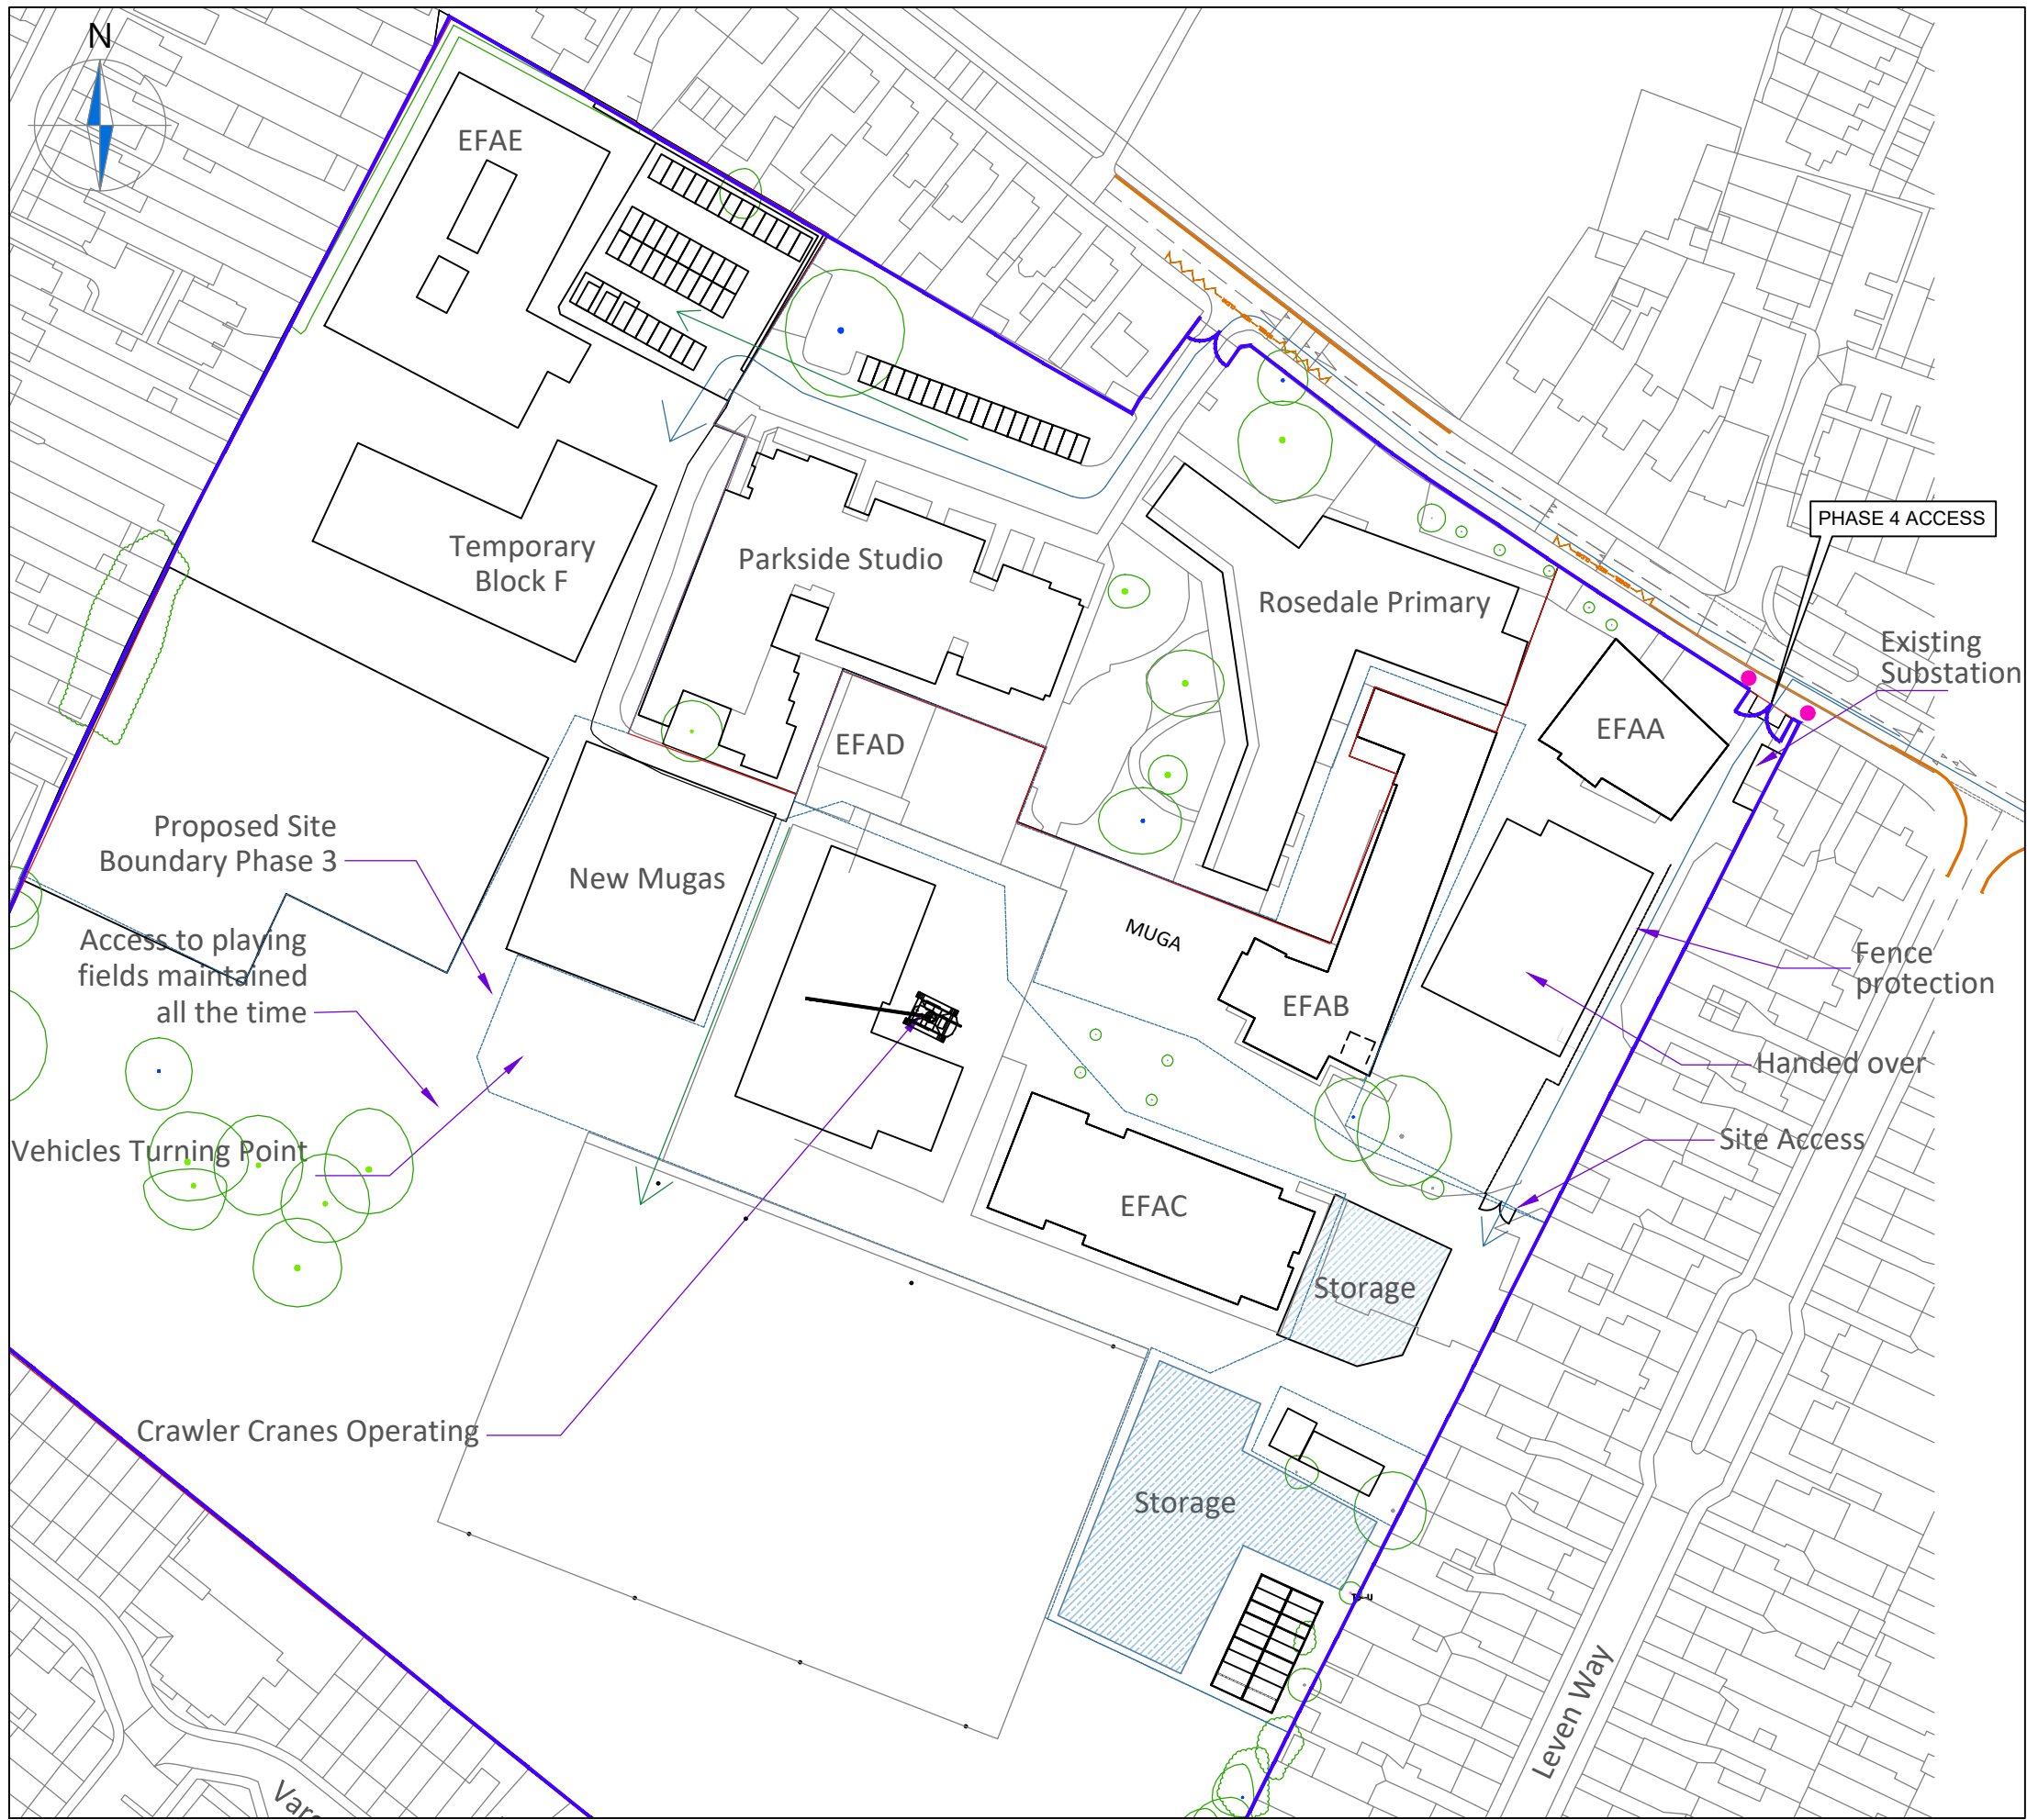 N
EFAE
PHASE 4 ACCESS
Temporary
Block F
Parkside Studio
Rosedale Primary
Existing
Substation
EFAD
EFAA
Proposed Site
Boundary Phase 3
New Mugas
Access to playing
fields maintained
all the time
MUGA
Fence
protection
EFAB
Handed over
Vehicles Turning Point
Site Access
EFAC
Storage
Crawler Cranes Operating
Storage
Leven Way